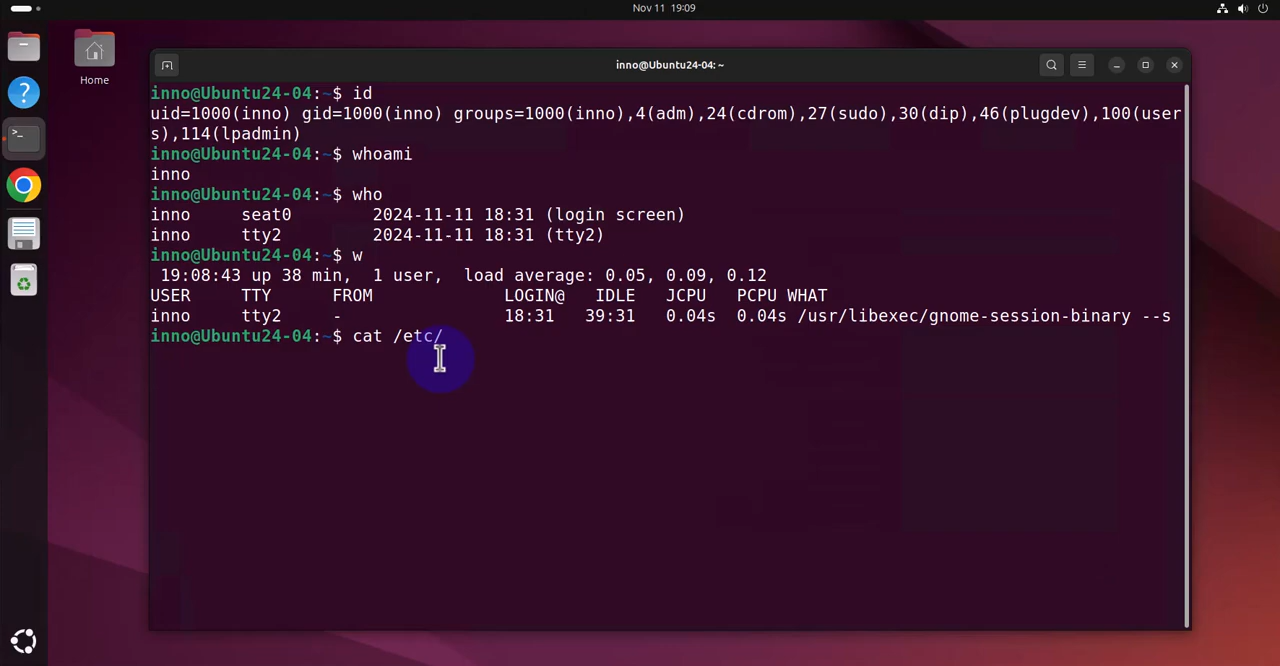 Nov 11 19:09
Home
inno@Ubuntu24-04: ~
inno@Ubuntu24-04:~$ id
uid=1000(inno) gid=1000(inno) groups=1000(inno),4(adm),24(cdrom),27(sudo),30(dip),46(plugdev),100(user
s),114(lpadmin)
inno@Ubuntu24-04:~$ whoami
inno
inno@Ubuntu24-04:~$ who
inno     seat0        2024-11-11 18:31 (login screen)
inno     tty2         2024-11-11 18:31 (tty2)
inno@Ubuntu24-04:~$ w
 19:08:43 up 38 min,  1 user,  load average: 0.05, 0.09, 0.12
USER     TTY      FROM             LOGIN@   IDLE   JCPU   PCPU WHAT
inno     tty2     -                18:31   39:31   0.04s  0.04s /usr/libexec/gnome-session-binary --s
inno@Ubuntu24-04:~$ cat /etc/